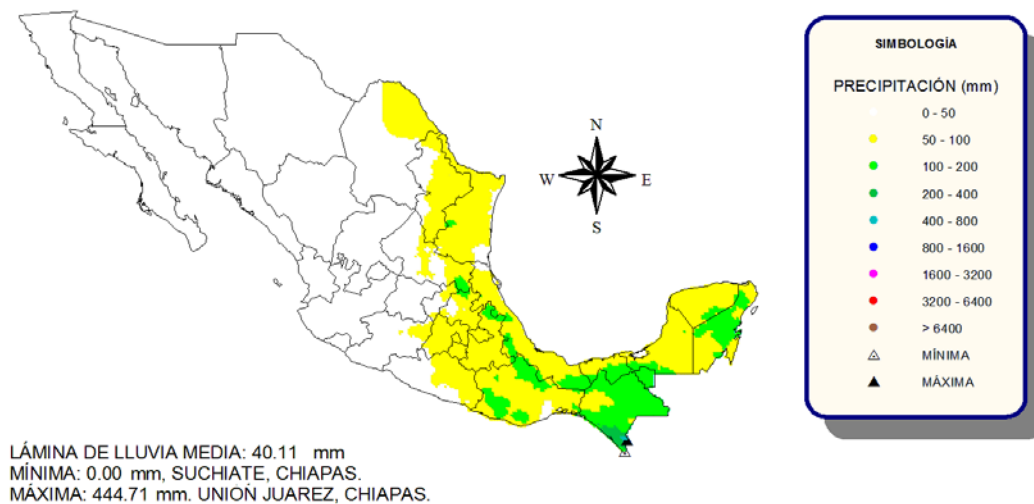 SIMBOLOGÍA
PRECIPITACIÓN (mm)
0 - 50
50 - 100
100 - 200
200 - 400
400 - 800
800 - 1600
1600 - 3200
3200 - 6400
> 6400
MÍNIMA
MÁXIMA
N
W E
S
LÁMINA DE LLUVIA MEDIA: 40.11 mm
MÍNIMA: 0.00 mm, SUCHIATE, CHIAPAS.
MÁXIMA: 444.71 mm. UNIÓN JUAREZ, CHIAPAS.